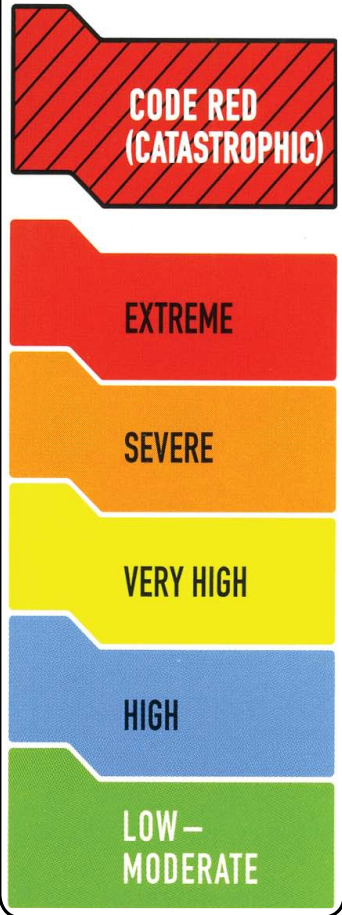 CODE RED
(CATASTROPHIC)
EXTREME
SEVERE
VERY HIGH
HIGH
LOW–
MODERATE